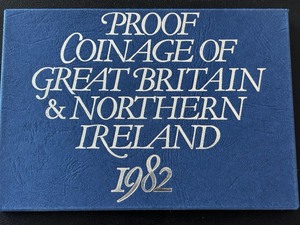 PROOF
COINAGE OF
GREAT BRITAIN
& NORTHERN
IRELAND
1982